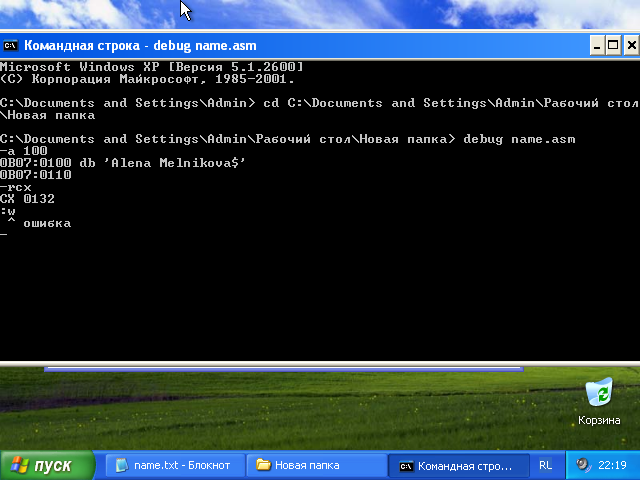 Командная строка - debug name.asm
Microsoft Windows XP [Версия 5.1.2600]
(C) Корпорация Майкрософт, 1985-2001.
C:\Documents and Settings\Admin> cd C:\Documents and Settings\Admin\Рабочий стол
\Новая папка
C:\Documents and Settings\Admin\Рабочий стол\Новая папка> debug name.asm
-a 100
0B07:0100 db 'Alena Melnikova$'
0B07:0110
-rcx
CX 0132
:w
^ ошибка
-
Корзина
пуск
name.txt - Блокнот
Новая папка
Командная стро...
RL
22:19